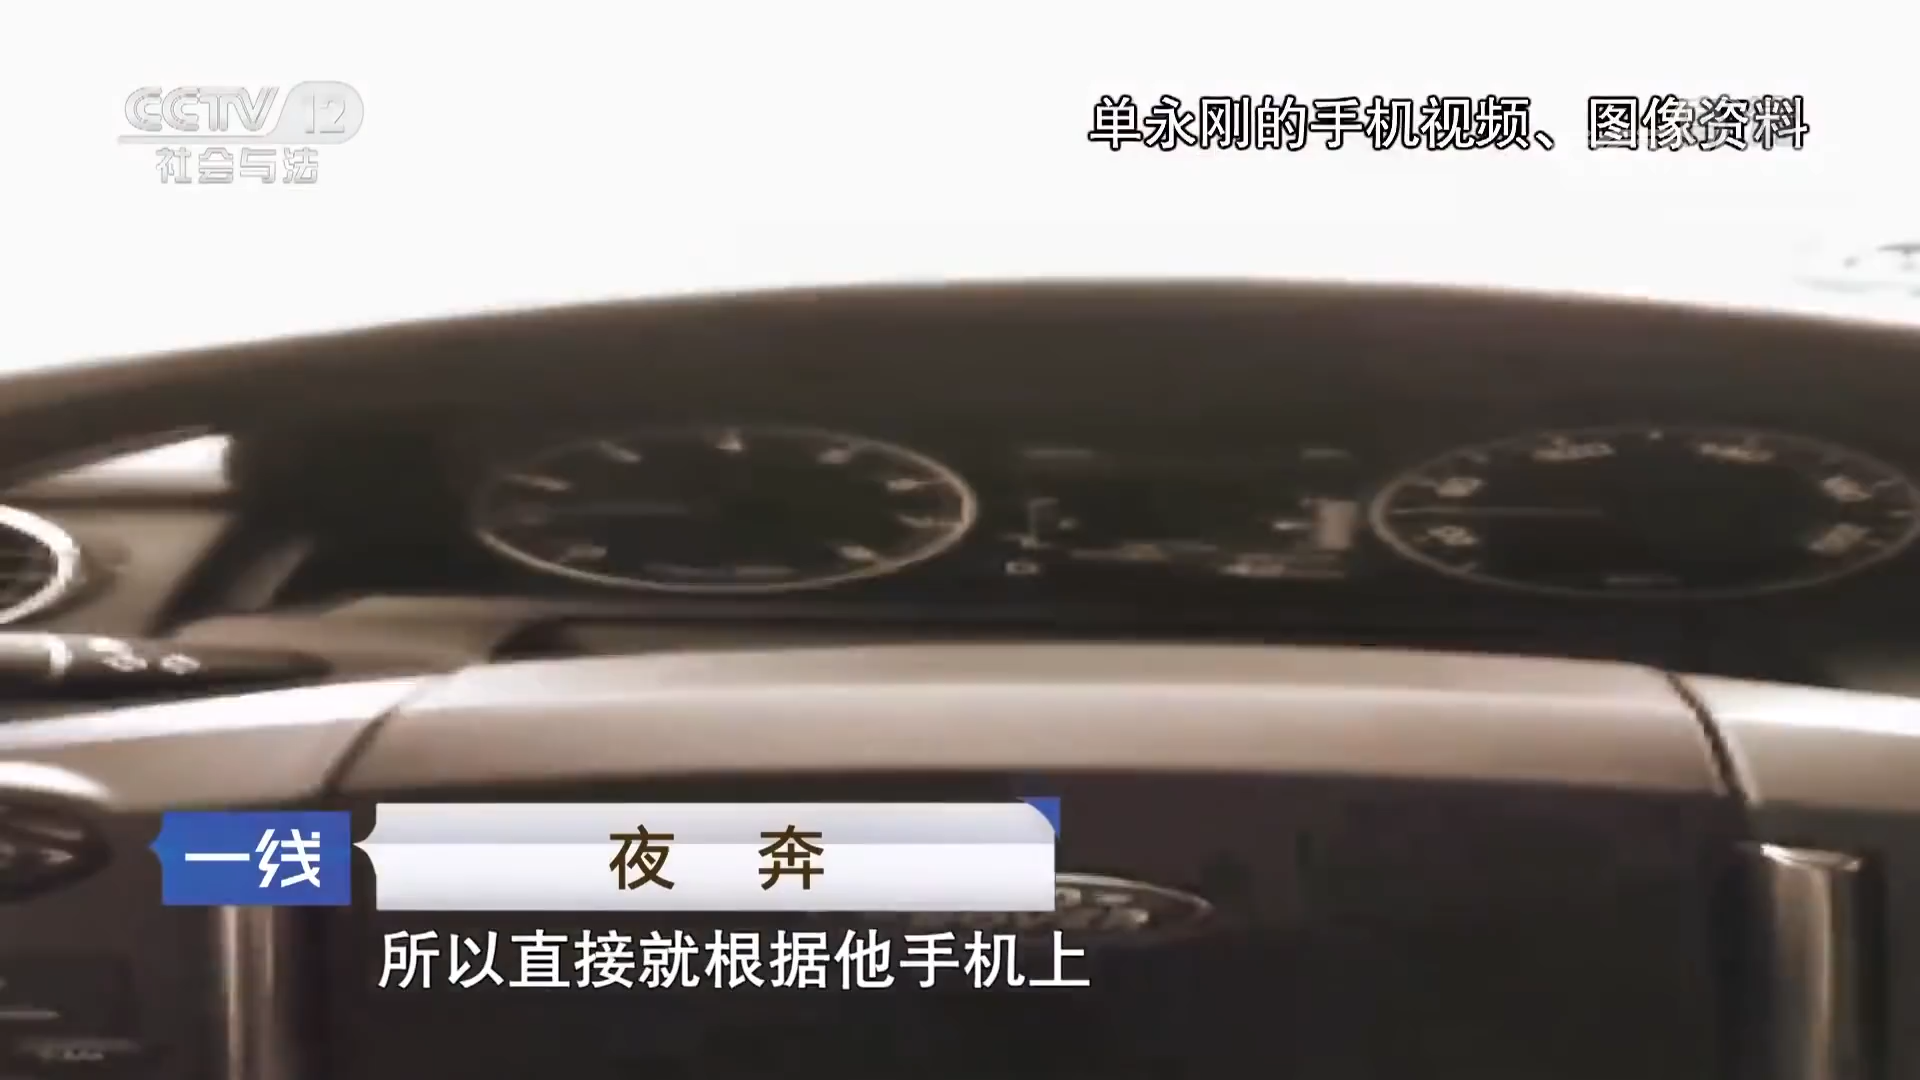 CCTV 12
社会与法
单永刚的手机视频、图像资料
一线
夜 奔
所以直接就根据他手机上